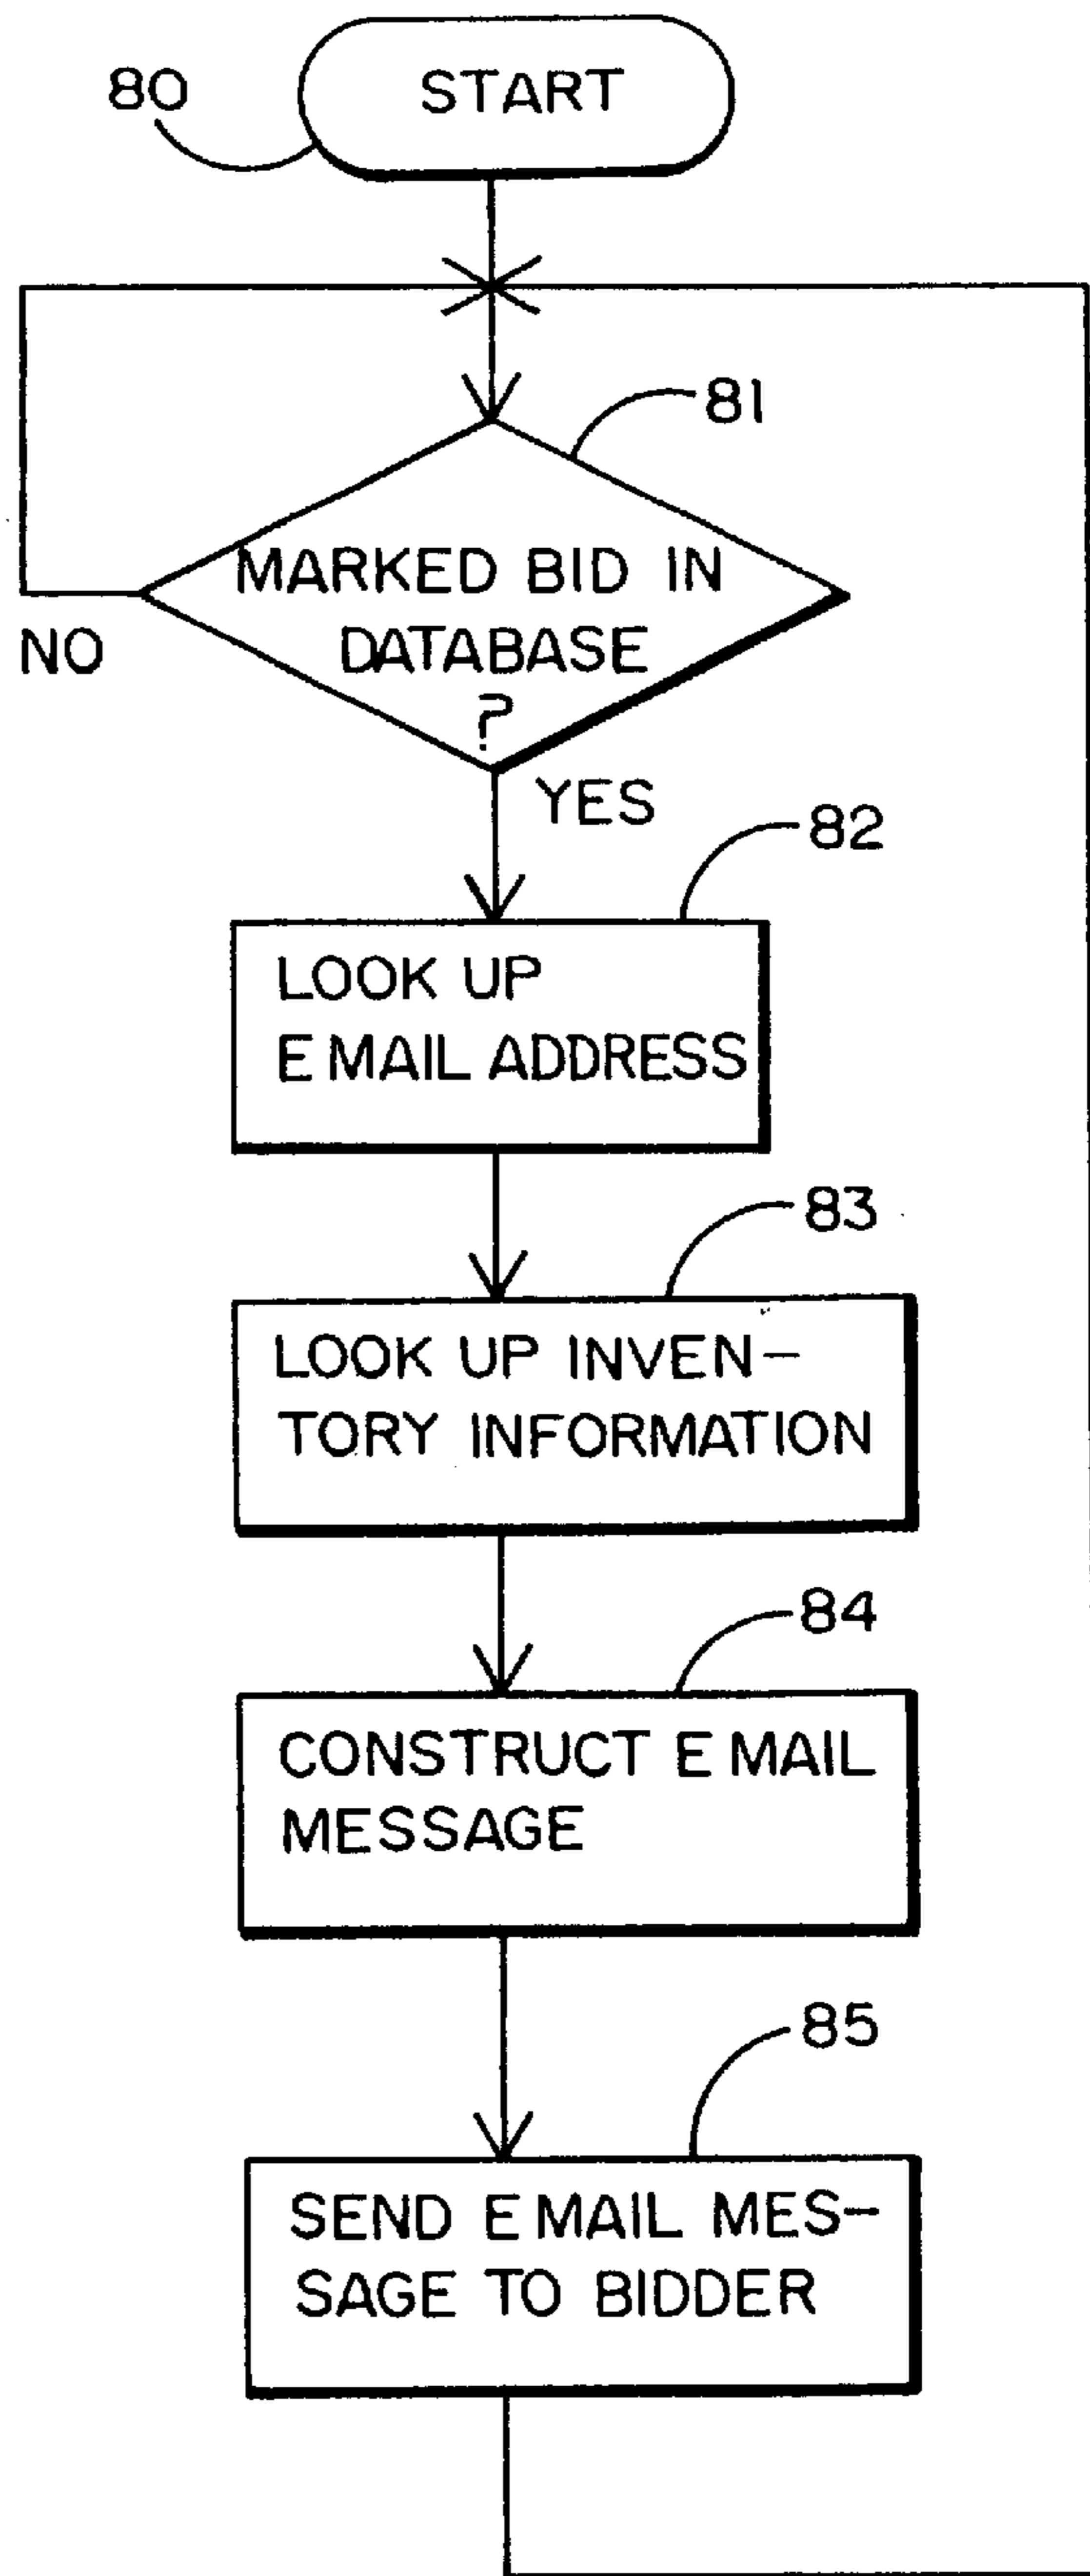 80
START
81
MARKED BID IN
DATABASE
?
NO
YES
82
LOOK UP
E MAIL ADDRESS
83
LOOK UP INVEN-
TORY INFORMATION
84
CONSTRUCT E MAIL
MESSAGE
85
SEND E MAIL MES-
SAGE TO BIDDER